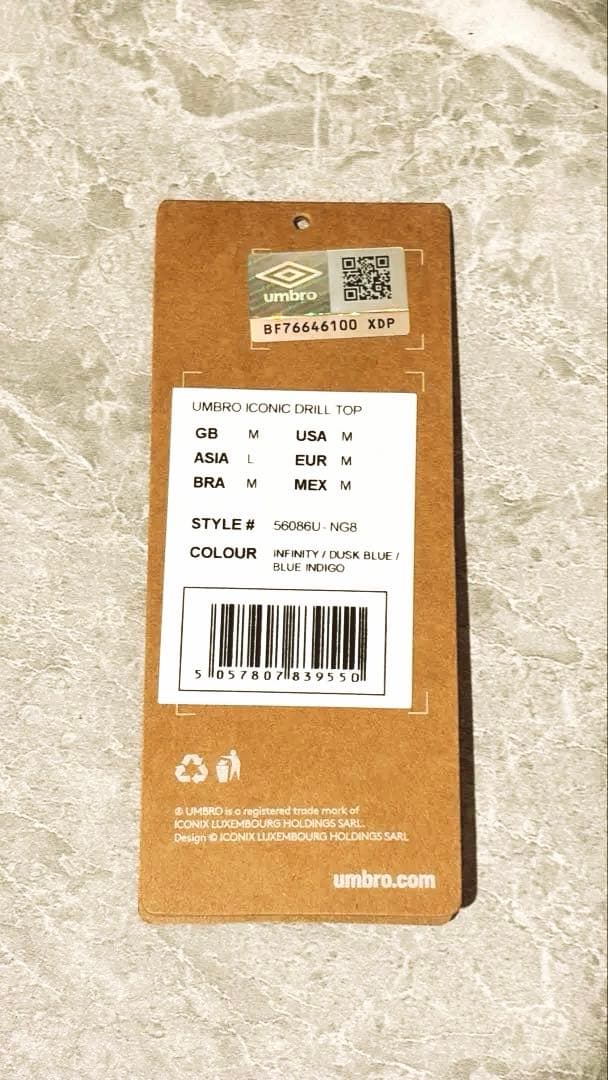 umbro
BF76646100 XDP
UMBRO ICONIC DRILL TOP
GB M USA M
ASIA L EUR M
BRA M MEX M
STYLE # 56086U - NG8
COLOUR INFINITY / DUSK BLUE /
BLUE INDIGO
5 057807 839550
® UMBRO is a registered trade mark of
ICONIX LUXEMBOURG HOLDINGS SARL.
Design © ICONIX LUXEMBOURG HOLDINGS SARL
umbro.com